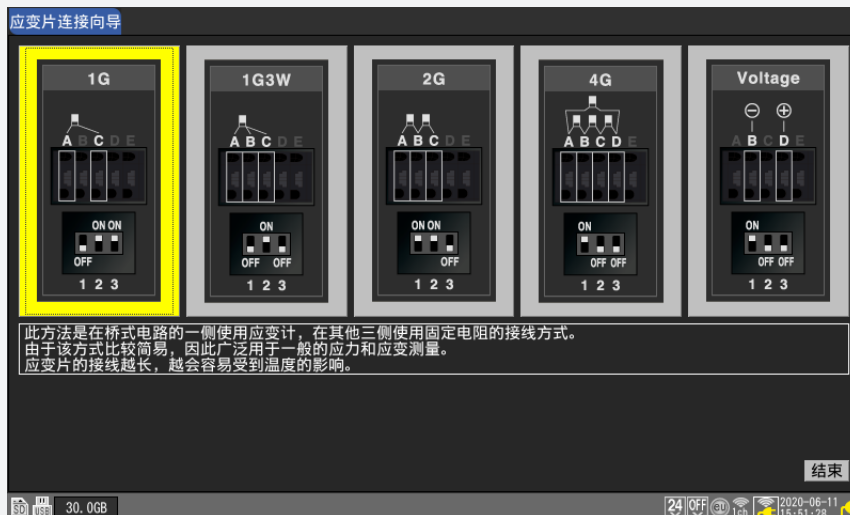 应变片连接向导
1G
A B C D E
ON ON
OFF
1 2 3
1G3W
A B C D E
ON
OFF OFF
1 2 3
2G
A B C D E
ON ON
OFF
1 2 3
4G
A B C D E
ON
OFF OFF
1 2 3
Voltage
A B C D E
ON
OFF OFF
1 2 3
此方法是在桥式电路的一侧使用应变计，在其他三侧使用固定电阻的接线方式。
由于该方式比较简易，因此广泛用于一般的应力和应变测量。
应变片的接线越长，越会容易受到温度的影响。
结束
SD USB 30.0GB
24 OFF 1ch 2020-06-11
15:51:28